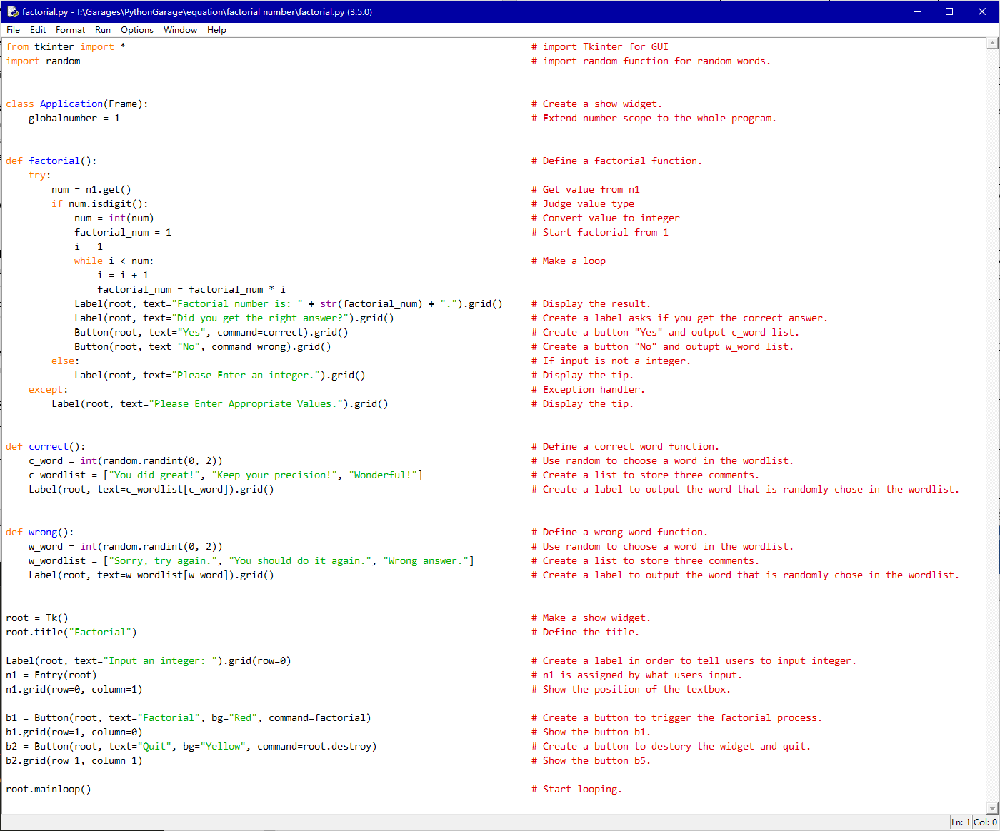 factorial.py - I:\Garages\PythonGarage\equation\factorial number\factorial.py (3.5.0)
File Edit Format Run Options Window Help
from tkinter import * # import Tkinter for GUI
import random # import random function for random words.
class Application(Frame): # Create a show widget.
    globalnumber = 1 # Extend number scope to the whole program.
def factorial(): # Define a factorial function.
    try:
        num = n1.get() # Get value from n1
        if num.isdigit(): # Judge value type
            num = int(num) # Convert value to integer
            factorial_num = 1 # Start factorial from 1
            i = 1
            while i < num: # Make a loop
                i = i + 1
                factorial_num = factorial_num * i
            Label(root, text="Factorial number is: " + str(factorial_num) + ".").grid() # Display the result.
            Label(root, text="Did you get the right answer?").grid() # Create a label asks if you get the correct answer.
            Button(root, text="Yes", command=correct).grid() # Create a button "Yes" and output c_word list.
            Button(root, text="No", command=wrong).grid() # Create a button "No" and outupt w_word list.
        else: # If input is not a integer.
            Label(root, text="Please Enter an integer.").grid() # Display the tip.
    except: # Exception handler.
        Label(root, text="Please Enter Appropriate Values.").grid() # Display the tip.
def correct(): # Define a correct word function.
    c_word = int(random.randint(0, 2)) # Use random to choose a word in the wordlist.
    c_wordlist = ["You did great!", "Keep your precision!", "Wonderful!"] # Create a list to store three comments.
    Label(root, text=c_wordlist[c_word]).grid() # Create a label to output the word that is randomly chose in the wordlist.
def wrong(): # Define a wrong word function.
    w_word = int(random.randint(0, 2)) # Use random to choose a word in the wordlist.
    w_wordlist = ["Sorry, try again.", "You should do it again.", "Wrong answer."] # Create a list to store three comments.
    Label(root, text=w_wordlist[w_word]).grid() # Create a label to output the word that is randomly chose in the wordlist.
root = Tk() # Make a show widget.
root.title("Factorial") # Define the title.
Label(root, text="Input an integer: ").grid(row=0) # Create a label in order to tell users to input integer.
n1 = Entry(root) # n1 is assigned by what users input.
n1.grid(row=0, column=1) # Show the position of the textbox.
b1 = Button(root, text="Factorial", bg="Red", command=factorial) # Create a button to trigger the factorial process.
b1.grid(row=1, column=0) # Show the button b1.
b2 = Button(root, text="Quit", bg="Yellow", command=root.destroy) # Create a button to destory the widget and quit.
b2.grid(row=1, column=1) # Show the button b5.
root.mainloop() # Start looping.
Ln: 1 Col: 0